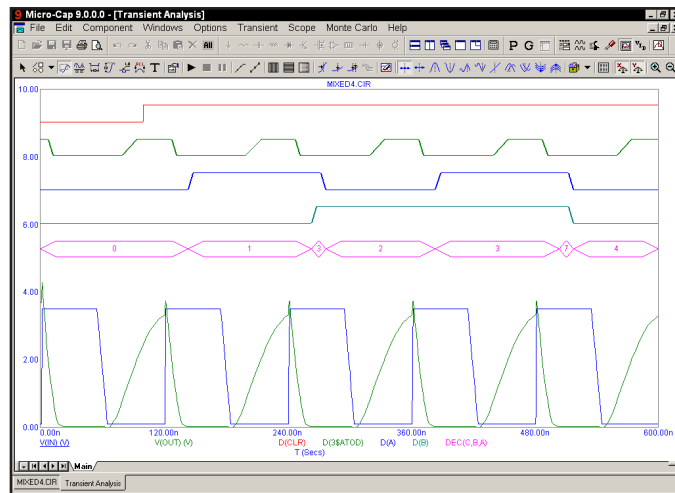 9 Micro-Cap 9.0.0.0 - [Transient Analysis]
File Edit Component Windows Options Transient Scope Monte Carlo Help
All P G
T
MIXED4.CIR
10.00
8.00
6.00
0 1 3 2 3 7 4
4.00
2.00
0.00
0.00n 120.00n 240.00n 360.00n 480.00n 600.00n
V(IN) (V) V(OUT) (V) D(CLR) D(3$ATOD) D(A) D(B) DEC(C,B,A)
T (Secs)
Main
MIXED4.CIR Transient Analysis